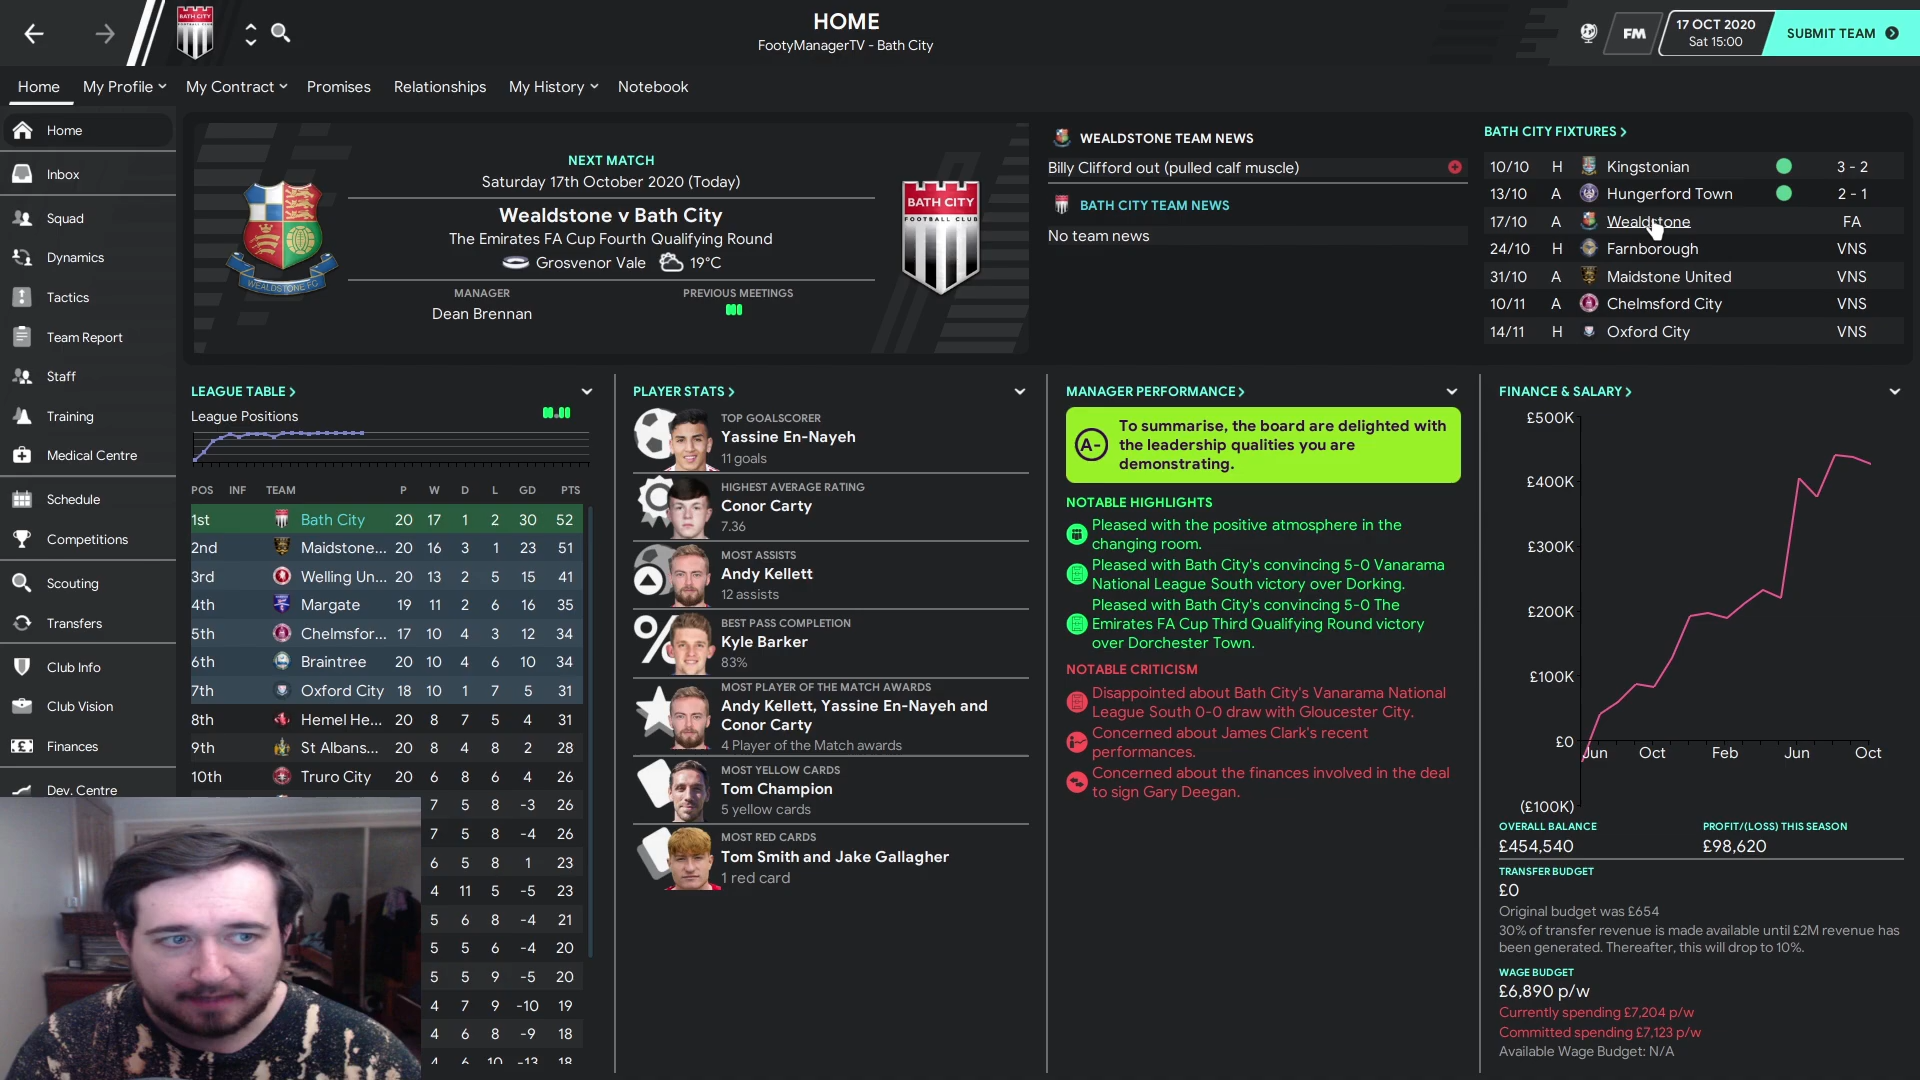 HOME
FootyManagerTV - Bath City
BATH CITY
FM
17 OCT 2020
Sat 15:00
SUBMIT TEAM
Home
My Profile
My Contract
Promises
Relationships
My History
Notebook
Home
Inbox
Squad
Dynamics
Tactics
Team Report
Staff
Training
Medical Centre
Schedule
Competitions
Scouting
Transfers
Club Info
Club Vision
Finances
Dev. Centre
NEXT MATCH
Saturday 17th October 2020 (Today)
Wealdstone v Bath City
The Emirates FA Cup Fourth Qualifying Round
Grosvenor Vale 19°C
MANAGER
Dean Brennan
PREVIOUS MEETINGS
WEALDSTONE FC
BATH CITY
FOOTBALL CLUB
WEALDSTONE TEAM NEWS
Billy Clifford out (pulled calf muscle)
BATH CITY TEAM NEWS
No team news
BATH CITY FIXTURES >
10/10 H Kingstonian 3 - 2
13/10 A Hungerford Town 2 - 1
17/10 A Wealdstone FA
24/10 H Farnborough VNS
31/10 A Maidstone United VNS
10/11 A Chelmsford City VNS
14/11 H Oxford City VNS
LEAGUE TABLE >
League Positions
POS INF TEAM P W D L GD PTS
1st Bath City 20 17 1 2 30 52
2nd Maidstone... 20 16 3 1 23 51
3rd Welling Un... 20 13 2 5 15 41
4th Margate 19 11 2 6 16 35
5th Chelmsfor... 17 10 4 3 12 34
6th Braintree 20 10 4 6 10 34
7th Oxford City 18 10 1 7 5 31
8th Hemel He... 20 8 7 5 4 31
9th St Albans... 20 8 4 8 2 28
10th Truro City 20 6 8 6 4 26
7 5 8 -3 26
7 5 8 -4 26
6 5 8 1 23
4 11 5 -5 23
5 6 8 -4 21
5 5 6 -4 20
5 5 9 -5 20
4 7 9 -10 19
4 6 8 -9 18
4 6 10 -13 18
PLAYER STATS >
TOP GOALSCORER
Yassine En-Nayeh
11 goals
HIGHEST AVERAGE RATING
Conor Carty
7.36
MOST ASSISTS
Andy Kellett
12 assists
BEST PASS COMPLETION
Kyle Barker
83%
MOST PLAYER OF THE MATCH AWARDS
Andy Kellett, Yassine En-Nayeh and
Conor Carty
4 Player of the Match awards
MOST YELLOW CARDS
Tom Champion
5 yellow cards
MOST RED CARDS
Tom Smith and Jake Gallagher
1 red card
MANAGER PERFORMANCE >
A-
To summarise, the board are delighted with
the leadership qualities you are
demonstrating.
NOTABLE HIGHLIGHTS
Pleased with the positive atmosphere in the
changing room.
Pleased with Bath City's convincing 5-0 Vanarama
National League South victory over Dorking.
Pleased with Bath City's convincing 5-0 The
Emirates FA Cup Third Qualifying Round victory
over Dorchester Town.
NOTABLE CRITICISM
Disappointed about Bath City's Vanarama National
League South 0-0 draw with Gloucester City.
Concerned about James Clark's recent
performances.
Concerned about the finances involved in the deal
to sign Gary Deegan.
FINANCE & SALARY >
£500K
£400K
£300K
£200K
£100K
£0
(£100K)
Jun Oct Feb Jun Oct
OVERALL BALANCE
£454,540
PROFIT/(LOSS) THIS SEASON
£98,620
TRANSFER BUDGET
£0
Original budget was £654
30% of transfer revenue is made available until £2M revenue has
been generated. Thereafter, this will drop to 10%.
WAGE BUDGET
£6,890 p/w
Currently spending £7,204 p/w
Committed spending £7,123 p/w
Available Wage Budget: N/A